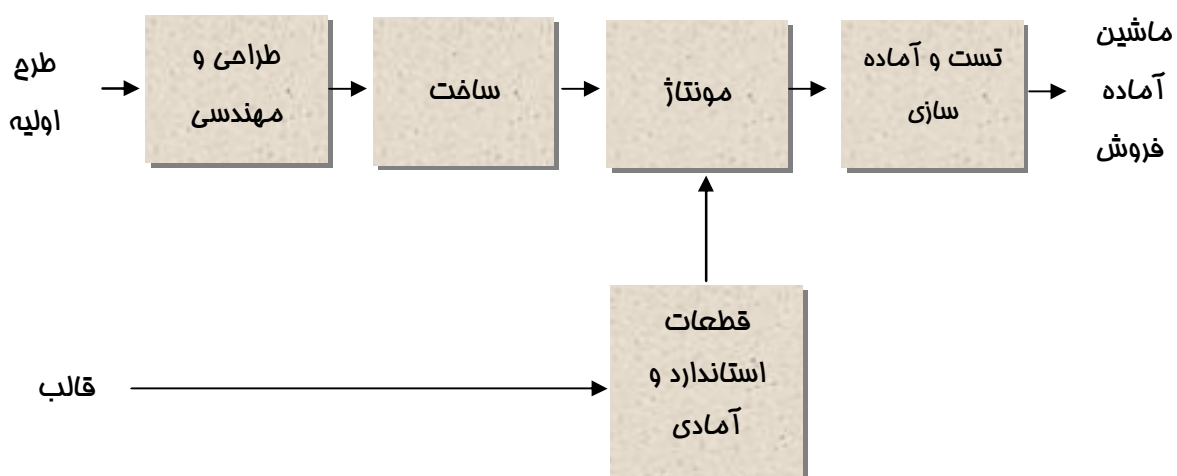 طرح
اولیه
طراحی و
مهندسی
ساخت
مونتاژ
تست و آماده
سازی
ماشین
آماده
فروش
قالب
قطعات
استاندارد و
آمادی